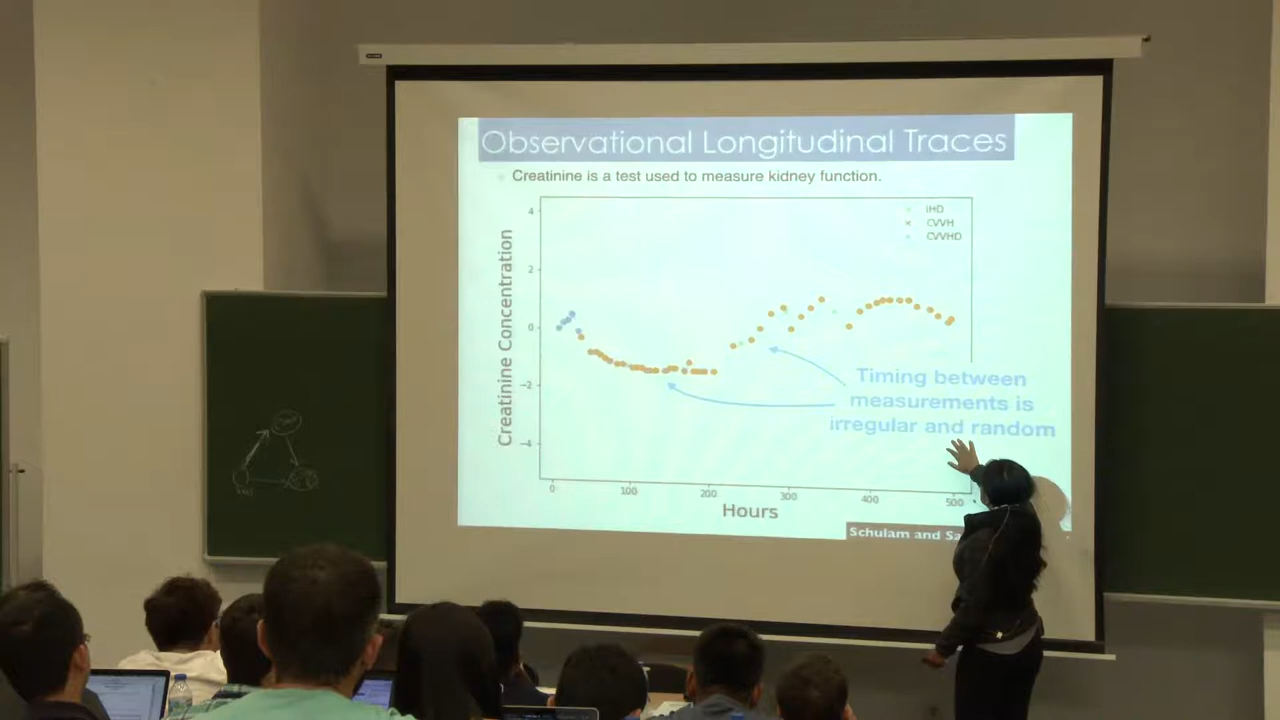 Observational Longitudinal Traces
Creatinine is a test used to measure kidney function.
IHD
CVVH
CVVHD
4
2
0
−2
−4
Creatinine Concentration
Timing between
measurements is
irregular and random
0
100
200
300
400
500
Hours
Schulam and